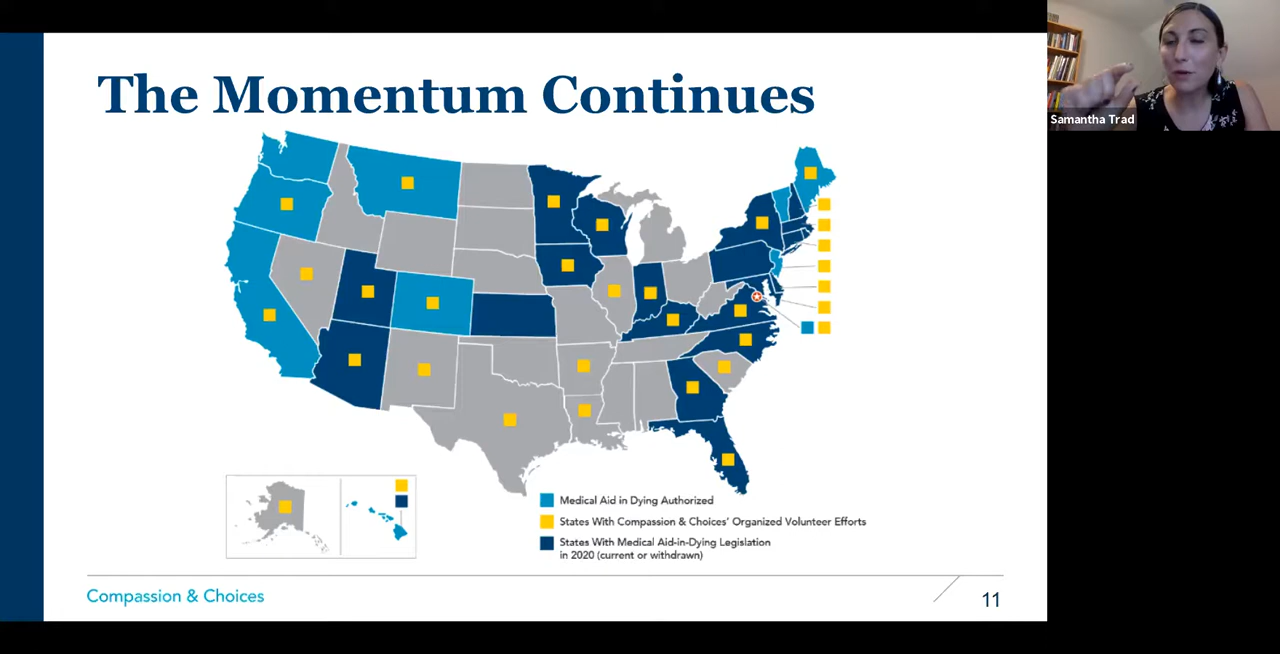 The Momentum Continues
Samantha Trad
Medical Aid in Dying Authorized
States With Compassion & Choices' Organized Volunteer Efforts
States With Medical Aid-in-Dying Legislation
in 2020 (current or withdrawn)
Compassion & Choices
11